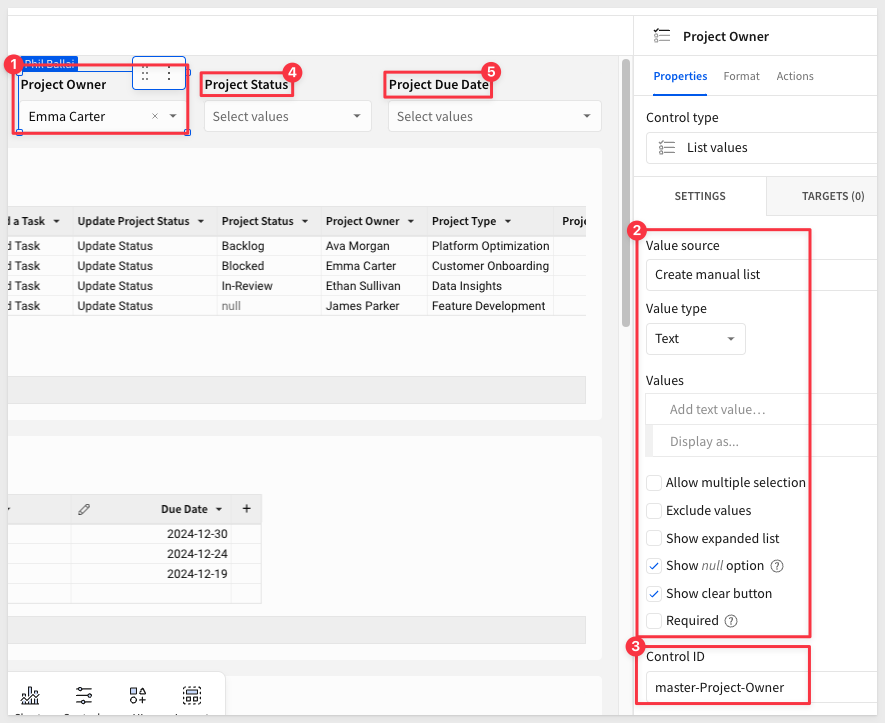 Project Owner
Properties Format Actions
Control type
List values
SETTINGS TARGETS (0)
1 Phil Ballai
Project Owner
Emma Carter ×
4
Project Status
Select values
5
Project Due Date
Select values
d a Task Update Project Status Project Status Project Owner Project Type Proje
d Task Update Status Backlog Ava Morgan Platform Optimization
d Task Update Status Blocked Emma Carter Customer Onboarding
d Task Update Status In-Review Ethan Sullivan Data Insights
d Task Update Status null James Parker Feature Development
Due Date +
2024-12-30
2024-12-24
2024-12-19
2
Value source
Create manual list
Value type
Text
Values
Add text value…
Display as...
Allow multiple selection
Exclude values
Show expanded list
Show null option ?
Show clear button
Required ?
3
Control ID
master-Project-Owner